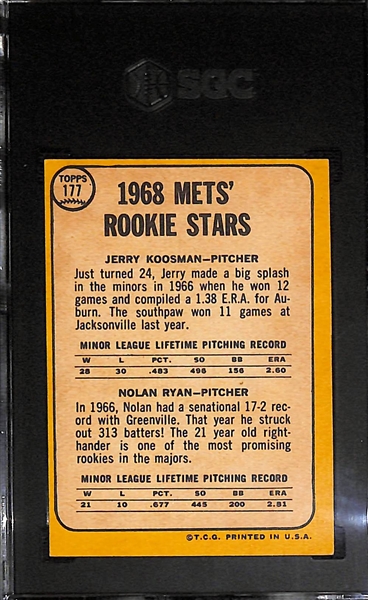 SGC
TOPPS
177
1968 METS'
ROOKIE STARS
JERRY KOOSMAN—PITCHER
Just turned 24, Jerry made a big splash
in the minors in 1966 when he won 12
games and compiled a 1.38 E.R.A. for Au-
burn. The southpaw won 11 games at
Jacksonville last year.
MINOR LEAGUE LIFETIME PITCHING RECORD
W L PCT. SO BB ERA
28 30 .483 496 156 2.60
NOLAN RYAN—PITCHER
In 1966, Nolan had a senational 17-2 rec-
ord with Greenville. That year he struck
out 313 batters! The 21 year old right-
hander is one of the most promising
rookies in the majors.
MINOR LEAGUE LIFETIME PITCHING RECORD
W L PCT. SO BB ERA
21 10 .677 445 200 2.81
©T.C.G. PRINTED IN U.S.A.